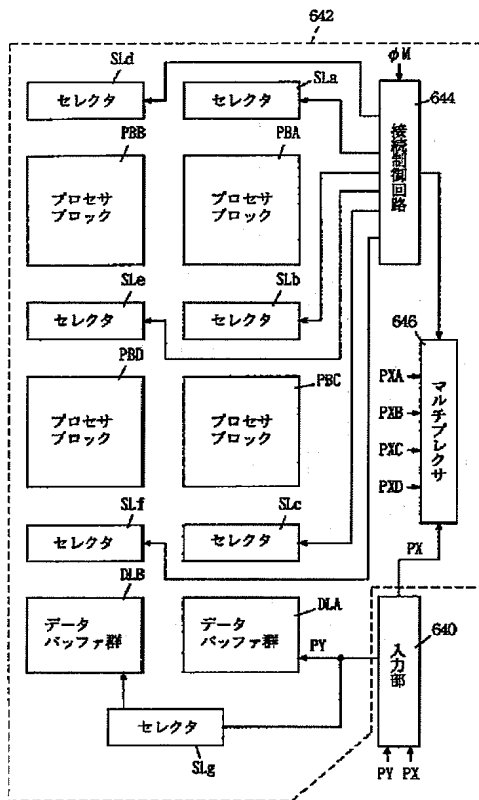 642
SLd
SLa
φM
セレクタ
セレクタ
644
PBB
PBA
接続制御回路
プロセサ
ブロック
プロセサ
ブロック
SLe
SLb
セレクタ
セレクタ
646
PBD
PBC
PXA
PXB
PXC
PXD
マルチプレクサ
プロセサ
ブロック
プロセサ
ブロック
SLf
SLc
セレクタ
セレクタ
PX
DLB
DLA
データ
バッファ群
データ
バッファ群
PY
入力部
640
セレクタ
SLg
PY PX